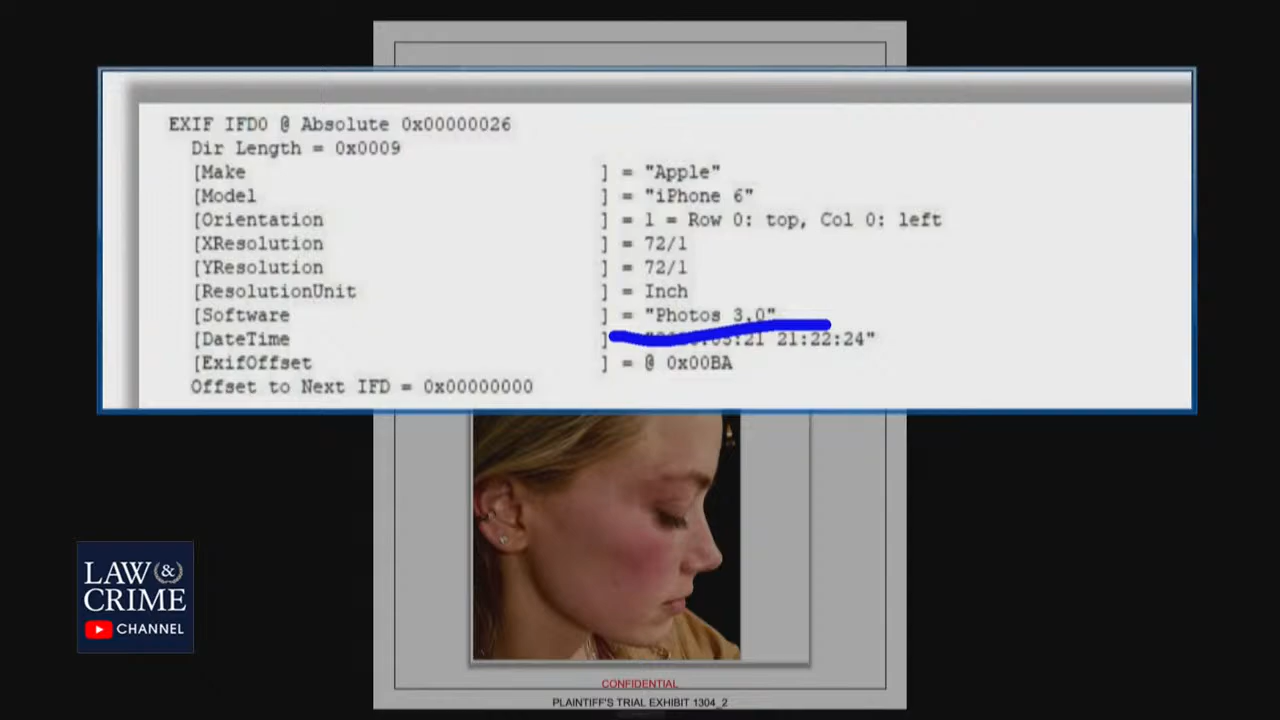 EXIF IFD0 @ Absolute 0x00000026
Dir Length = 0x0009
[Make ] = "Apple"
[Model ] = "iPhone 6"
[Orientation ] = 1 = Row 0: top, Col 0: left
[XResolution ] = 72/1
[YResolution ] = 72/1
[ResolutionUnit ] = Inch
[Software ] = "Photos 3.0"
[DateTime ] 21:22:24"
[ExifOffset ] = @ 0x00BA
Offset to Next IFD = 0x00000000
LAW &
CRIME
CHANNEL
CONFIDENTIAL
PLAINTIFF'S TRIAL EXHIBIT 1304_2